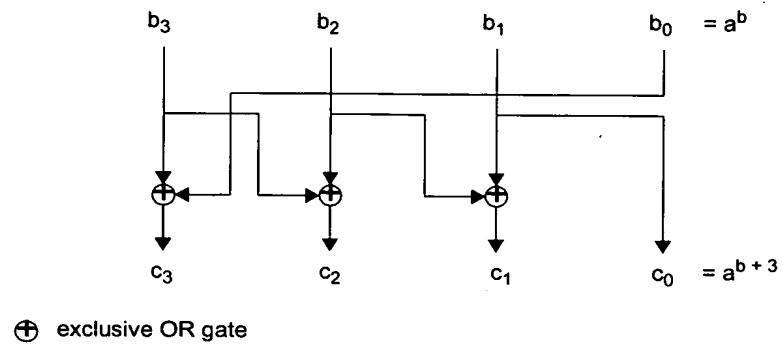 b3 b2 b1 b0 = a^b
c3 c2 c1 c0 = a^b + 3
exclusive OR gate